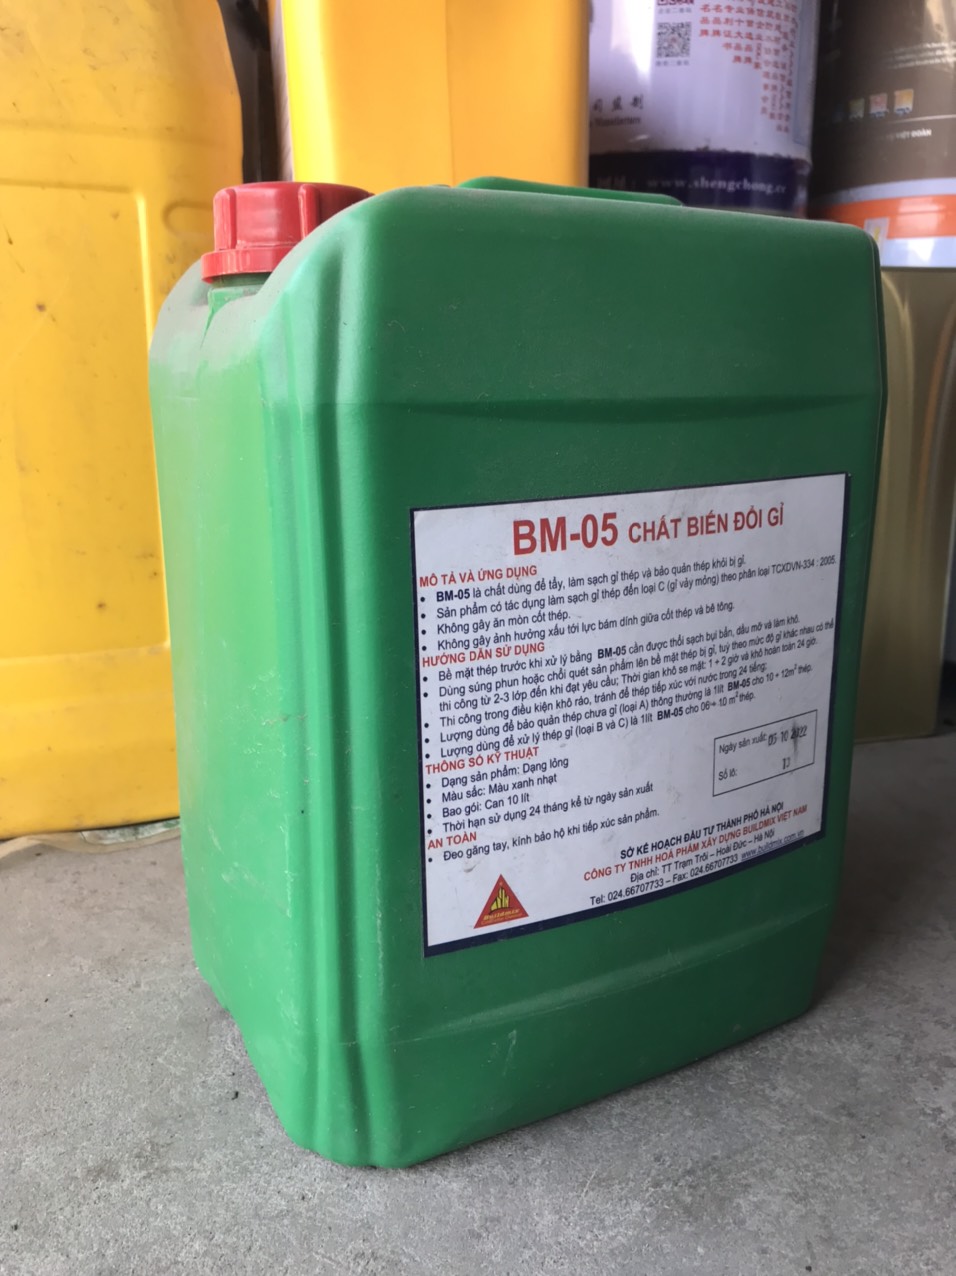 BM-05 CHẤT BIẾN ĐỔI GỈ
MÔ TẢ VÀ ỨNG DỤNG
• BM-05 là chất dùng để tẩy, làm sạch gỉ thép và bảo quản thép khỏi bị gỉ.
• Sản phẩm có tác dụng làm sạch gỉ thép đến loại C (gỉ vảy mỏng) theo phân loại TCXDVN-334 : 2005.
• Không gây ăn mòn cốt thép.
• Không gây ảnh hưởng xấu tới lực bám dính giữa cốt thép và bê tông.
HƯỚNG DẪN SỬ DỤNG
• Bề mặt thép trước khi xử lý bằng BM-05 cần được thổi sạch bụi bẩn, dầu mỡ và làm khô.
• Dùng súng phun hoặc chổi quét sản phẩm lên bề mặt thép bị gỉ, tuỳ theo mức độ gỉ khác nhau có thể
thi công từ 2-3 lớp đến khi đạt yêu cầu; Thời gian khô se mặt: 1 ÷ 2 giờ và khô hoàn toàn 24 giờ.
• Thi công trong điều kiện khô ráo, tránh để thép tiếp xúc với nước trong 24 tiếng.
• Lượng dùng để bảo quản thép chưa gỉ (loại A) thông thường là 1lít BM-05 cho 10 ÷ 12m² thép.
• Lượng dùng để xử lý thép gỉ (loại B và C) là 1lít BM-05 cho 06 ÷ 10 m² thép.
THÔNG SỐ KỸ THUẬT
• Dạng sản phẩm: Dạng lỏng
• Màu sắc: Màu xanh nhạt
• Bao gói: Can 10 lít
• Thời hạn sử dụng 24 tháng kể từ ngày sản xuất
AN TOÀN
• Đeo găng tay, kính bảo hộ khi tiếp xúc sản phẩm.
Ngày sản xuất: 05-10-2022
Số lô: 13
SỞ KẾ HOẠCH ĐẦU TƯ THÀNH PHỐ HÀ NỘI
CÔNG TY TNHH HOÁ PHẨM XÂY DỰNG BUILDMIX VIỆT NAM
Địa chỉ: TT Trạm Trôi – Hoài Đức – Hà Nội
Tel: 024.66707733 – Fax: 024.66707733 www.buildmix.com.vn
www.shengchong.cc
VIỆT ĐOÀN